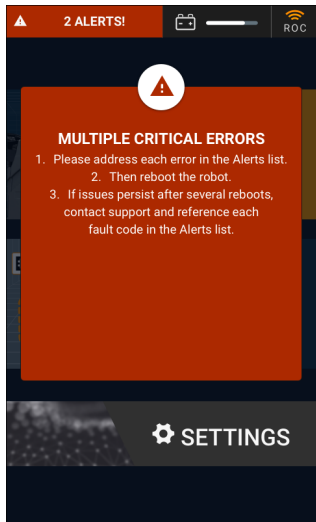 2 ALERTS!
ROC
MULTIPLE CRITICAL ERRORS
1. Please address each error in the Alerts list.
2. Then reboot the robot.
3. If issues persist after several reboots,
contact support and reference each
fault code in the Alerts list.
SETTINGS